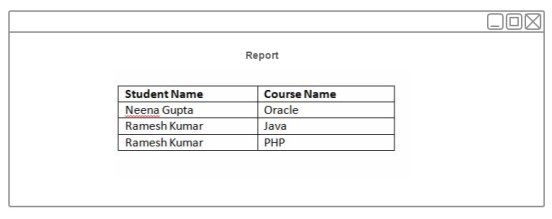 Report
Student Name Course Name
Neena Gupta Oracle
Ramesh Kumar Java
Ramesh Kumar PHP